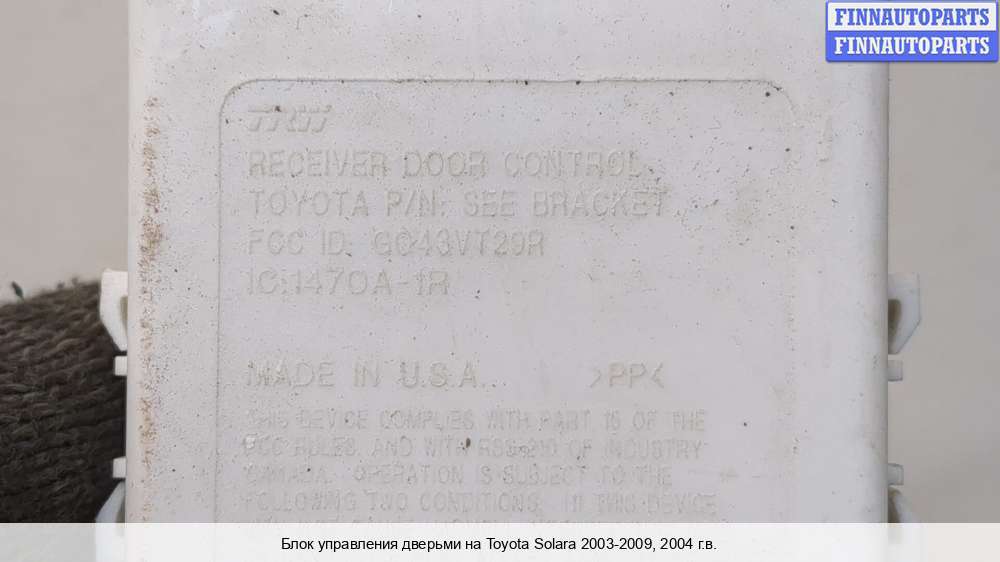 FINNAUTOPARTS
FINNAUTOPARTS
TRW
RECEIVER DOOR CONTROL
TOYOTA P/N: SEE BRACKET
FCC ID: GQ43VT29R
IC:1470A-1R
MADE IN U.S.A.
>PP<
THIS DEVICE COMPLIES WITH PART 15 OF THE
FCC RULES, AND WITH RSS-210 OF INDUSTRY
CANADA. OPERATION IS SUBJECT TO THE
FOLLOWING TWO CONDITIONS: THIS DEVICE
Блок управления дверьми на Toyota Solara 2003-2009, 2004 г.в.